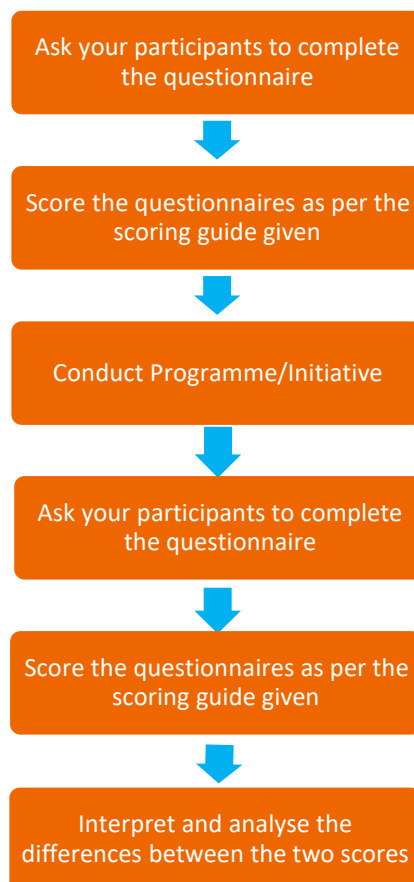 Ask your participants to complete
the questionnaire
Score the questionnaires as per the
scoring guide given
Conduct Programme/Initiative
Ask your participants to complete
the questionnaire
Score the questionnaires as per the
scoring guide given
Interpret and analyse the
differences between the two scores